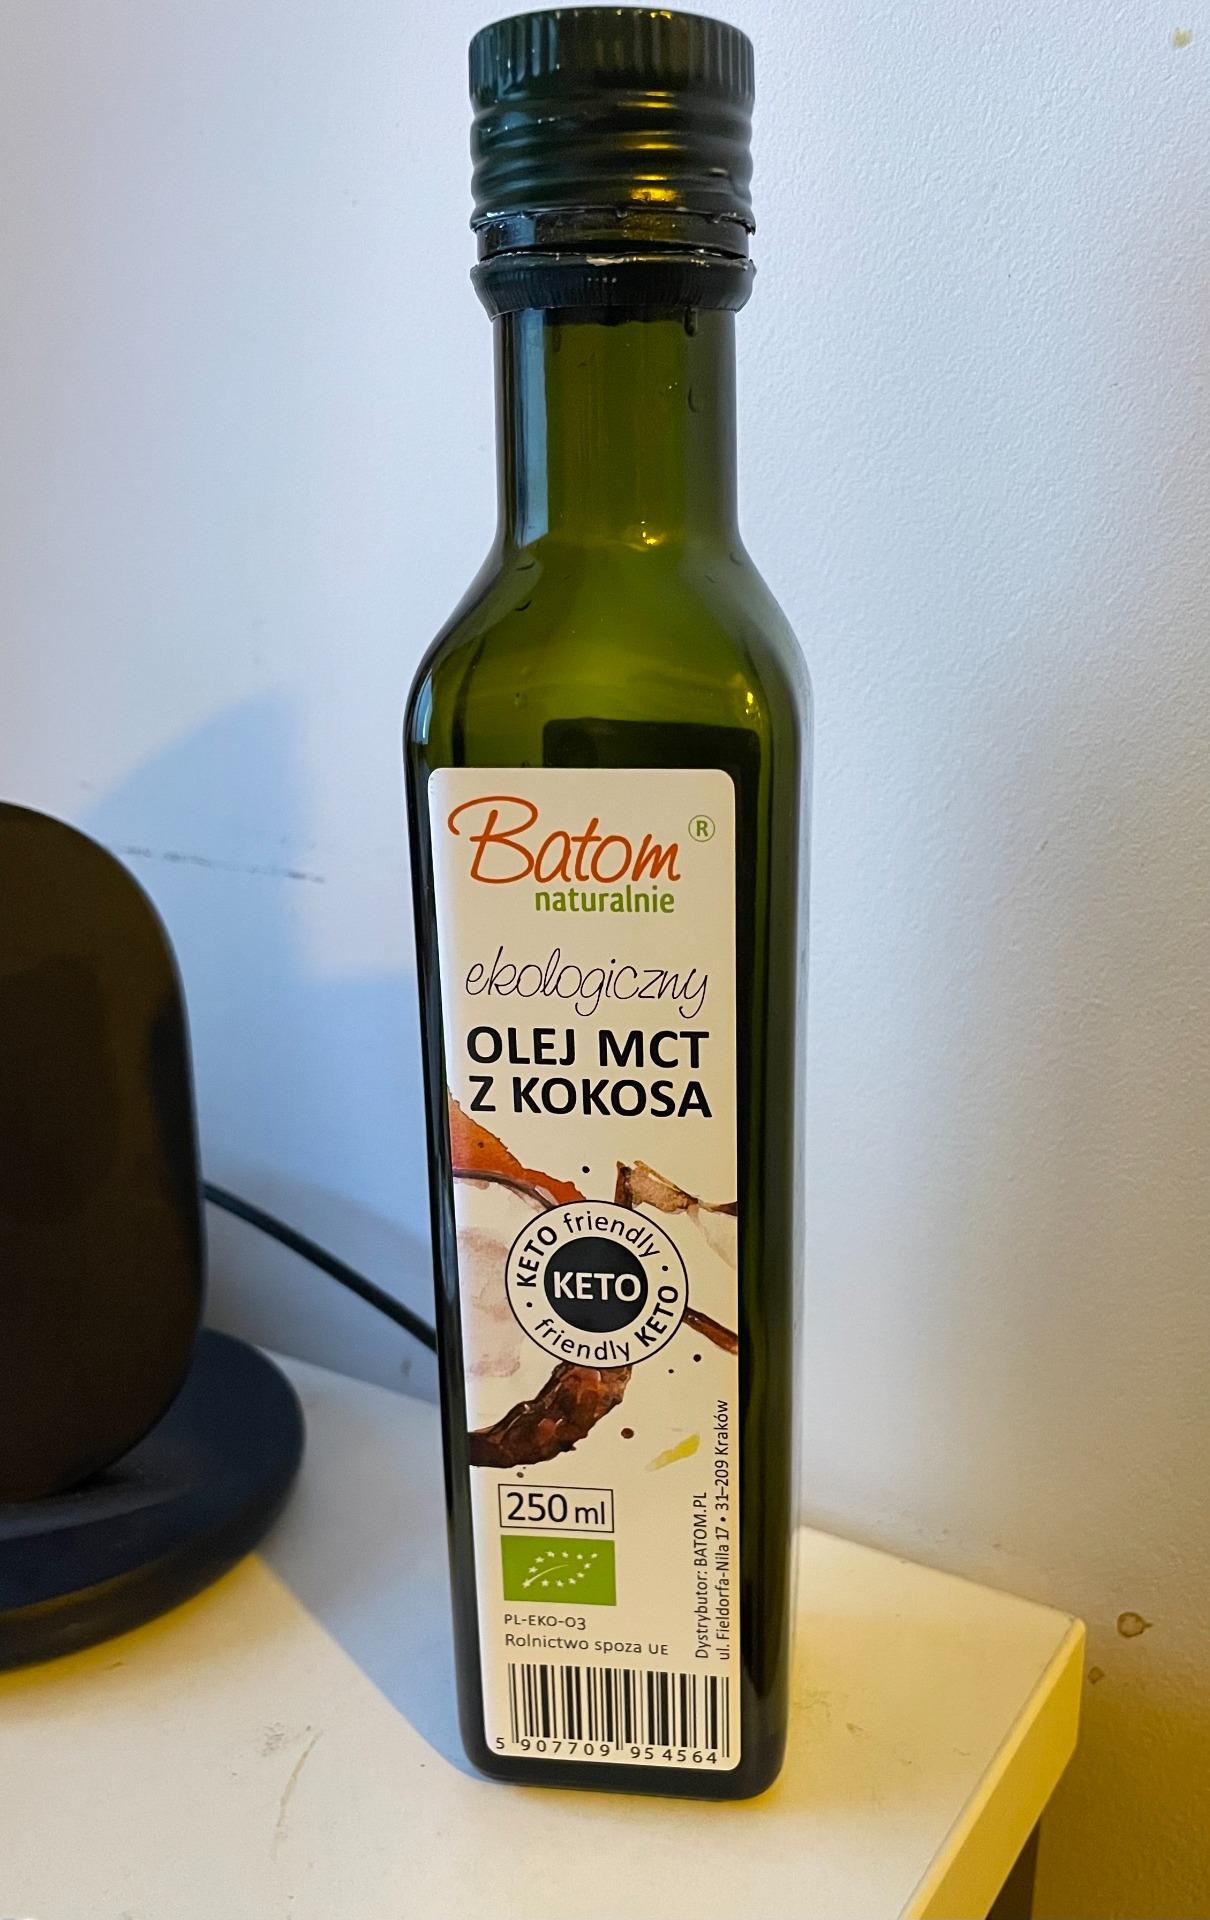 Batom®
naturalnie
ekologiczny
OLEJ MCT
Z KOKOSA
KETO friendly · KETO friendly ·
KETO
250 ml
PL-EKO-03
Rolnictwo spoza UE
Dystrybutor: BATOM.PL
ul. Fieldorfa-Nila 17 • 31-209 Kraków
5 907709 954564